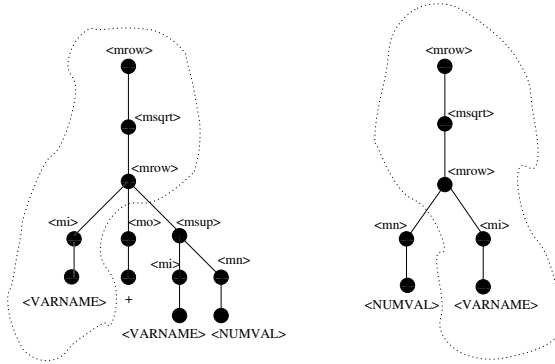 <mrow>
<msqrt>
<mrow>
<mi>
<mo>
<msup>
<mi>
<mn>
<VARNAME>
+
<VARNAME>
<NUMVAL>
<mrow>
<msqrt>
<mrow>
<mn>
<mi>
<NUMVAL>
<VARNAME>